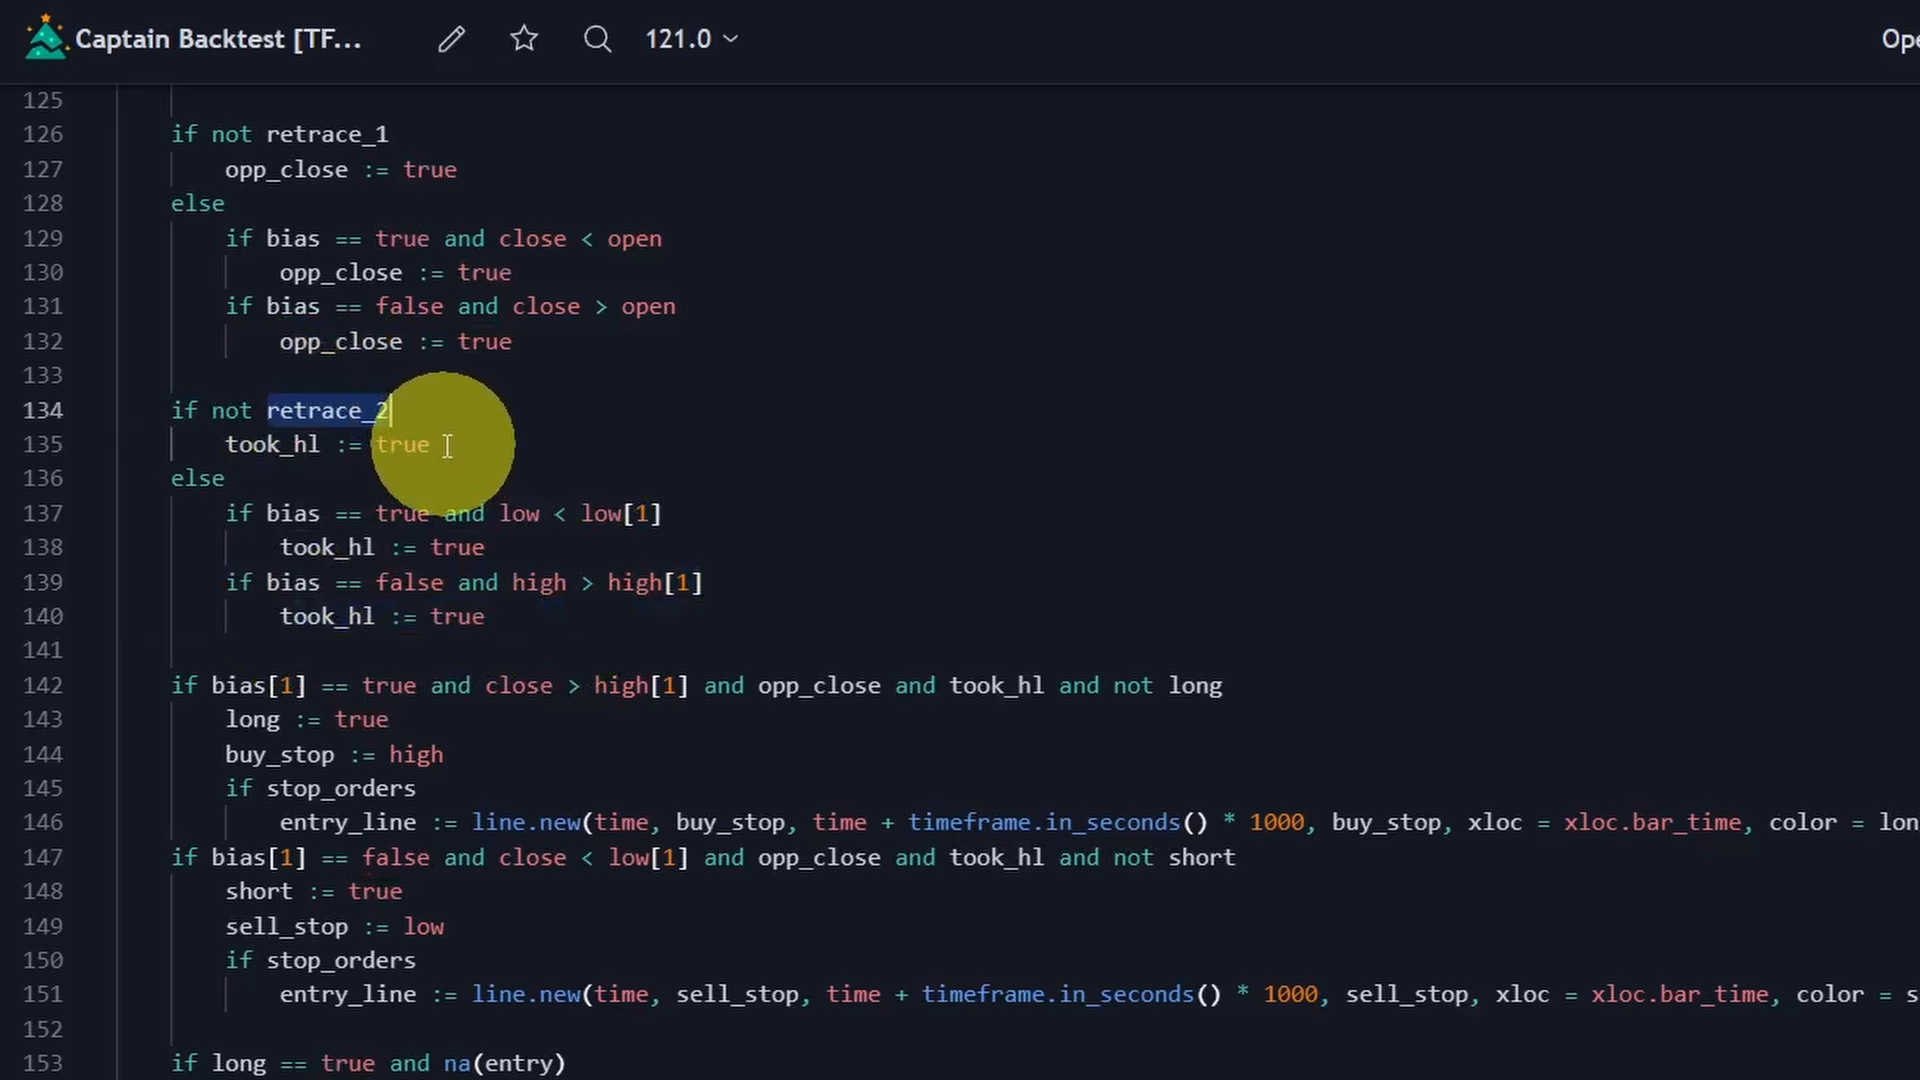 Captain Backtest [TF... 121.0 Ope
125
126 if not retrace_1
127 opp_close := true
128 else
129 if bias == true and close < open
130 opp_close := true
131 if bias == false and close > open
132 opp_close := true
133
134 if not retrace_2
135 took_hl := true
136 else
137 if bias == true and low < low[1]
138 took_hl := true
139 if bias == false and high > high[1]
140 took_hl := true
141
142 if bias[1] == true and close > high[1] and opp_close and took_hl and not long
143 long := true
144 buy_stop := high
145 if stop_orders
146 entry_line := line.new(time, buy_stop, time + timeframe.in_seconds() * 1000, buy_stop, xloc = xloc.bar_time, color = lon
147 if bias[1] == false and close < low[1] and opp_close and took_hl and not short
148 short := true
149 sell_stop := low
150 if stop_orders
151 entry_line := line.new(time, sell_stop, time + timeframe.in_seconds() * 1000, sell_stop, xloc = xloc.bar_time, color = s
152
153 if long == true and na(entry)